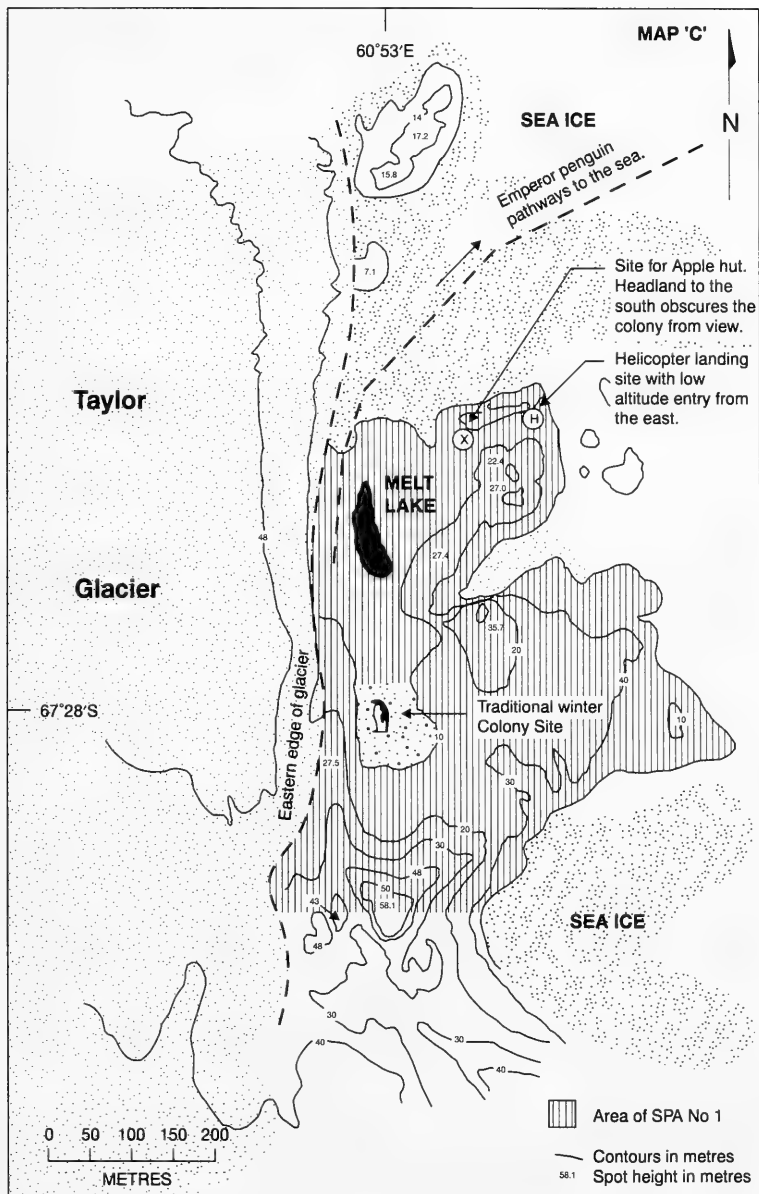 60°53′E
MAP 'C'
N
SEA ICE
14
17.2
15.8
Emperor penguin
pathways to the sea.
7.1
Site for Apple hut.
Headland to the
south obscures the
colony from view.
Helicopter landing
site with low
altitude entry from
the east.
Taylor
H
X
22.4
27.0
MELT
LAKE
48
27.4
Glacier
35.7
20
40
67°28′S
Eastern edge of glacier
Traditional winter
Colony Site
10
10
27.5
30
20
30
48
50
58.1
43
48
SEA ICE
30
30
40
40
Area of SPA No 1
0 50 100 150 200
METRES
Contours in metres
58.1 Spot height in metres